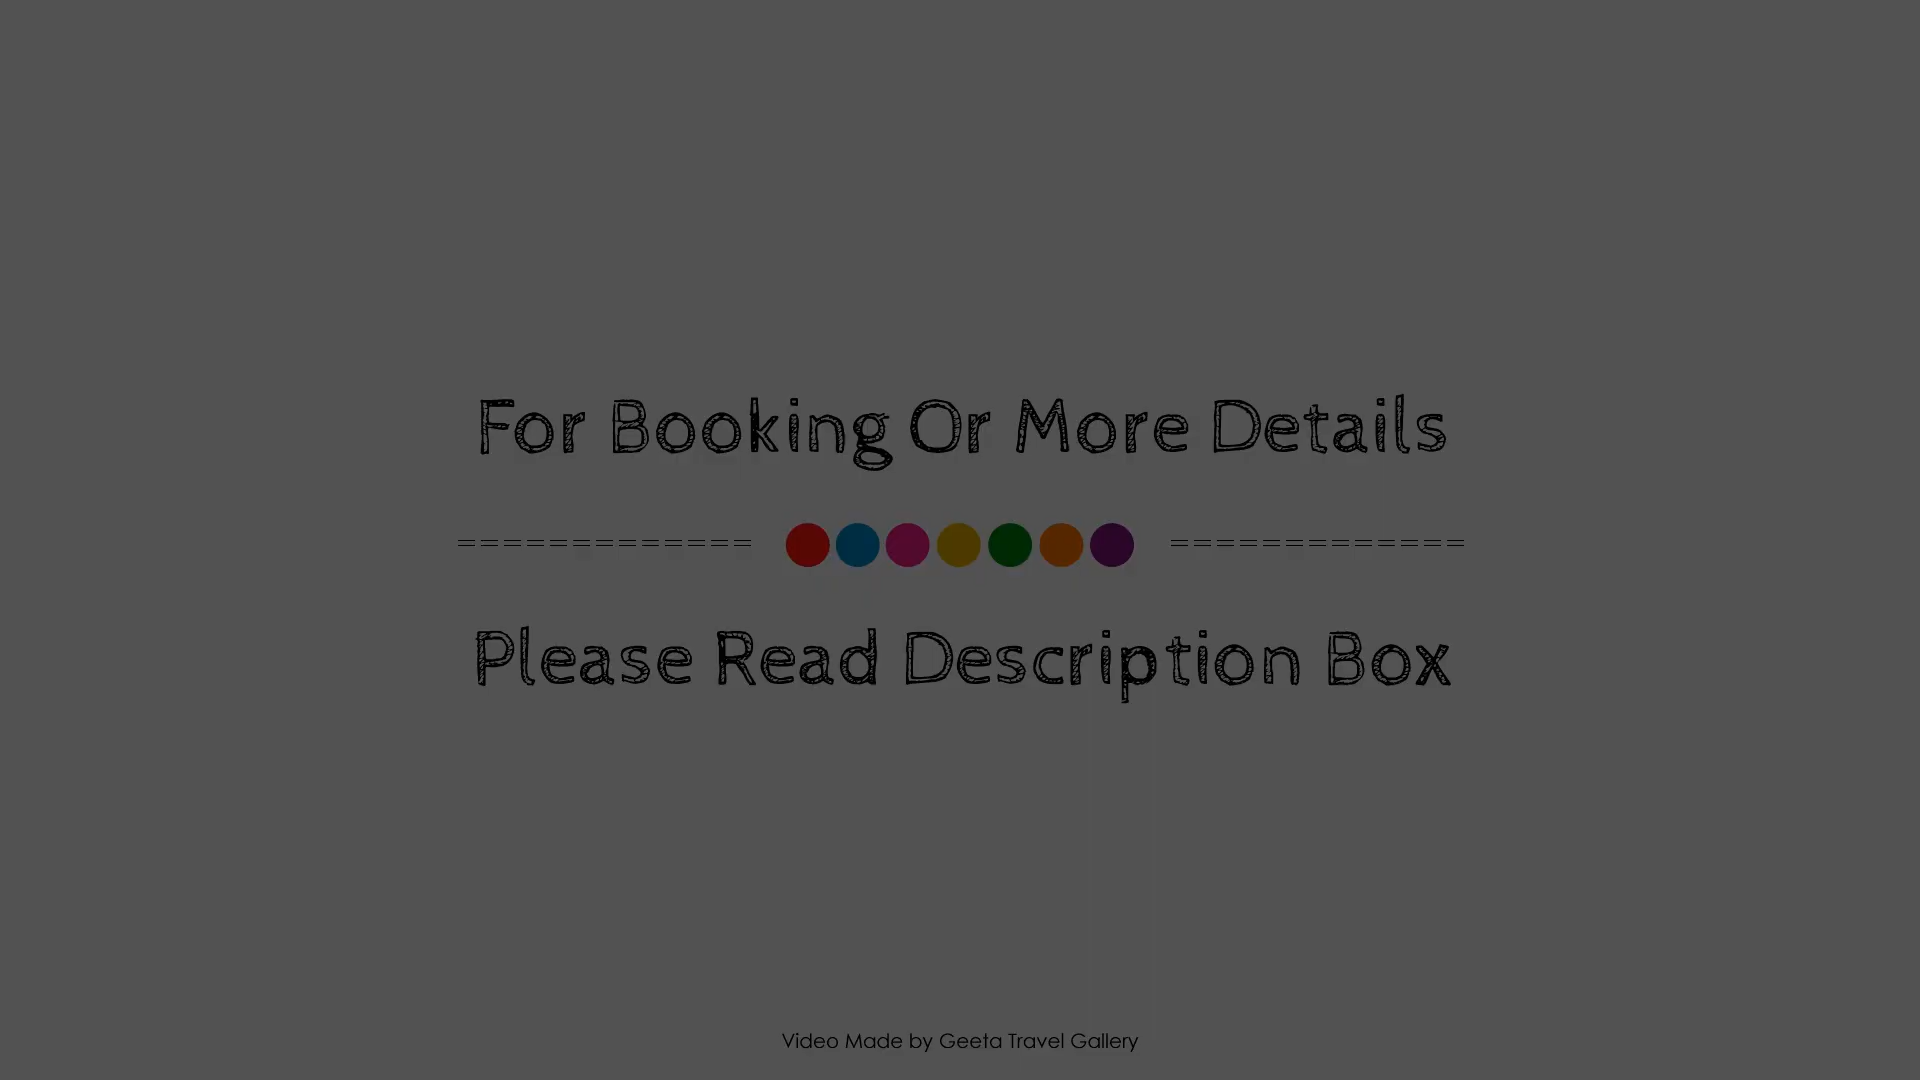 For Booking Or More Details
============= =============
Please Read Description Box
Video Made by Geeta Travel Gallery